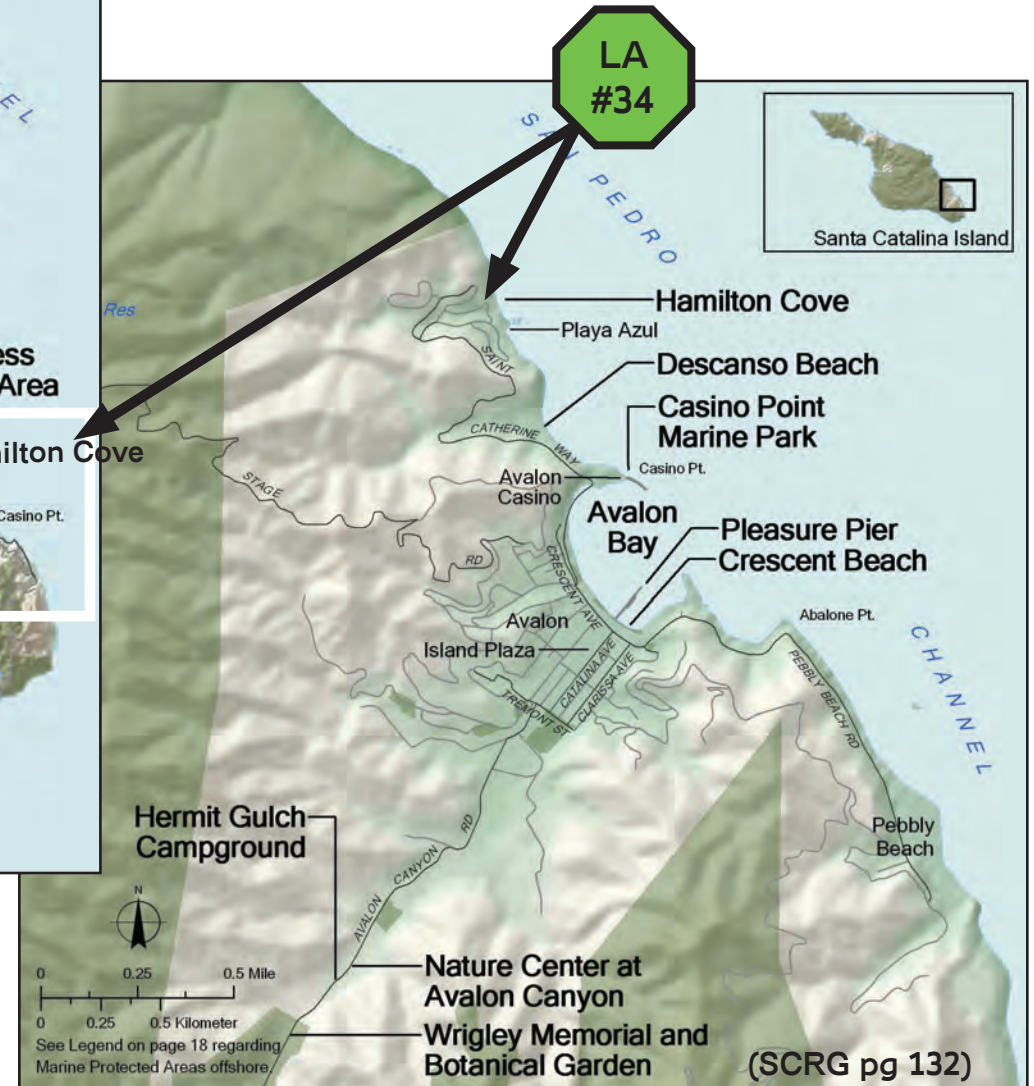 LA
#34
SAN PEDRO
Santa Catalina Island
Res
Hamilton Cove
Playa Azul
Area
SAINT
Descanso Beach
Casino Point
Marine Park
CATHERINE
WAY
Cove
Casino Pt.
Avalon
Casino
STAGE
Avalon
Bay
Casino Pt.
Pleasure Pier
Crescent Beach
RD
CRESCENT AVE
Abalone Pt.
Avalon
Island Plaza
CATALINA AVE
CLARISSA AVE
CHANNEL
PEBBLY BEACH RD
TREMONT ST
Hermit Gulch
Campground
Pebbly
Beach
RD
CANYON
AVALON
N
Nature Center at
Avalon Canyon
0 0.25 0.5 Mile
0 0.25 0.5 Kilometer
Wrigley Memorial and
Botanical Garden
See Legend on page 18 regarding
Marine Protected Areas offshore.
(SCRG pg 132)